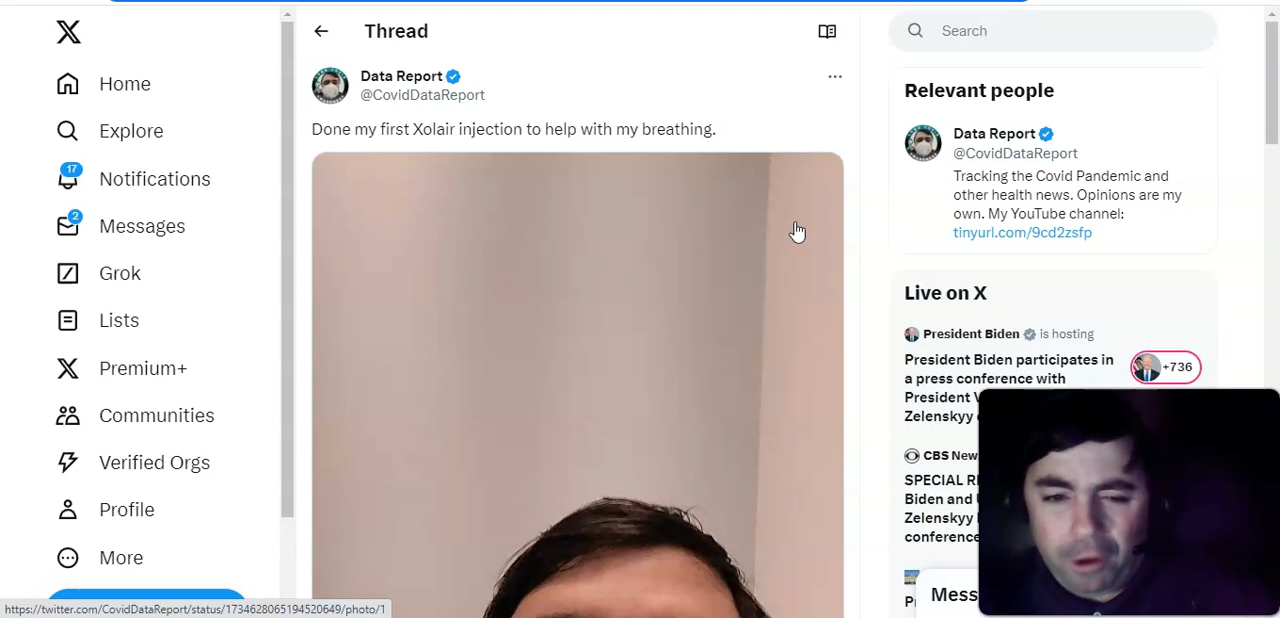 Home
Explore
17
Notifications
2
Messages
Grok
Lists
Premium+
Communities
Verified Orgs
Profile
More
https://twitter.com/CovidDataReport/status/1734628065194520649/photo/1
Thread
Data Report
@CovidDataReport
Done my first Xolair injection to help with my breathing.
Search
Relevant people
Data Report
@CovidDataReport
Tracking the Covid Pandemic and
other health news. Opinions are my
own. My YouTube channel:
tinyurl.com/9cd2zsfp
Live on X
President Biden is hosting
President Biden participates in
a press conference with
President V
Zelenskyy
+736
CBS New
SPECIAL R
Biden and
Zelenskyy
conference
Mess